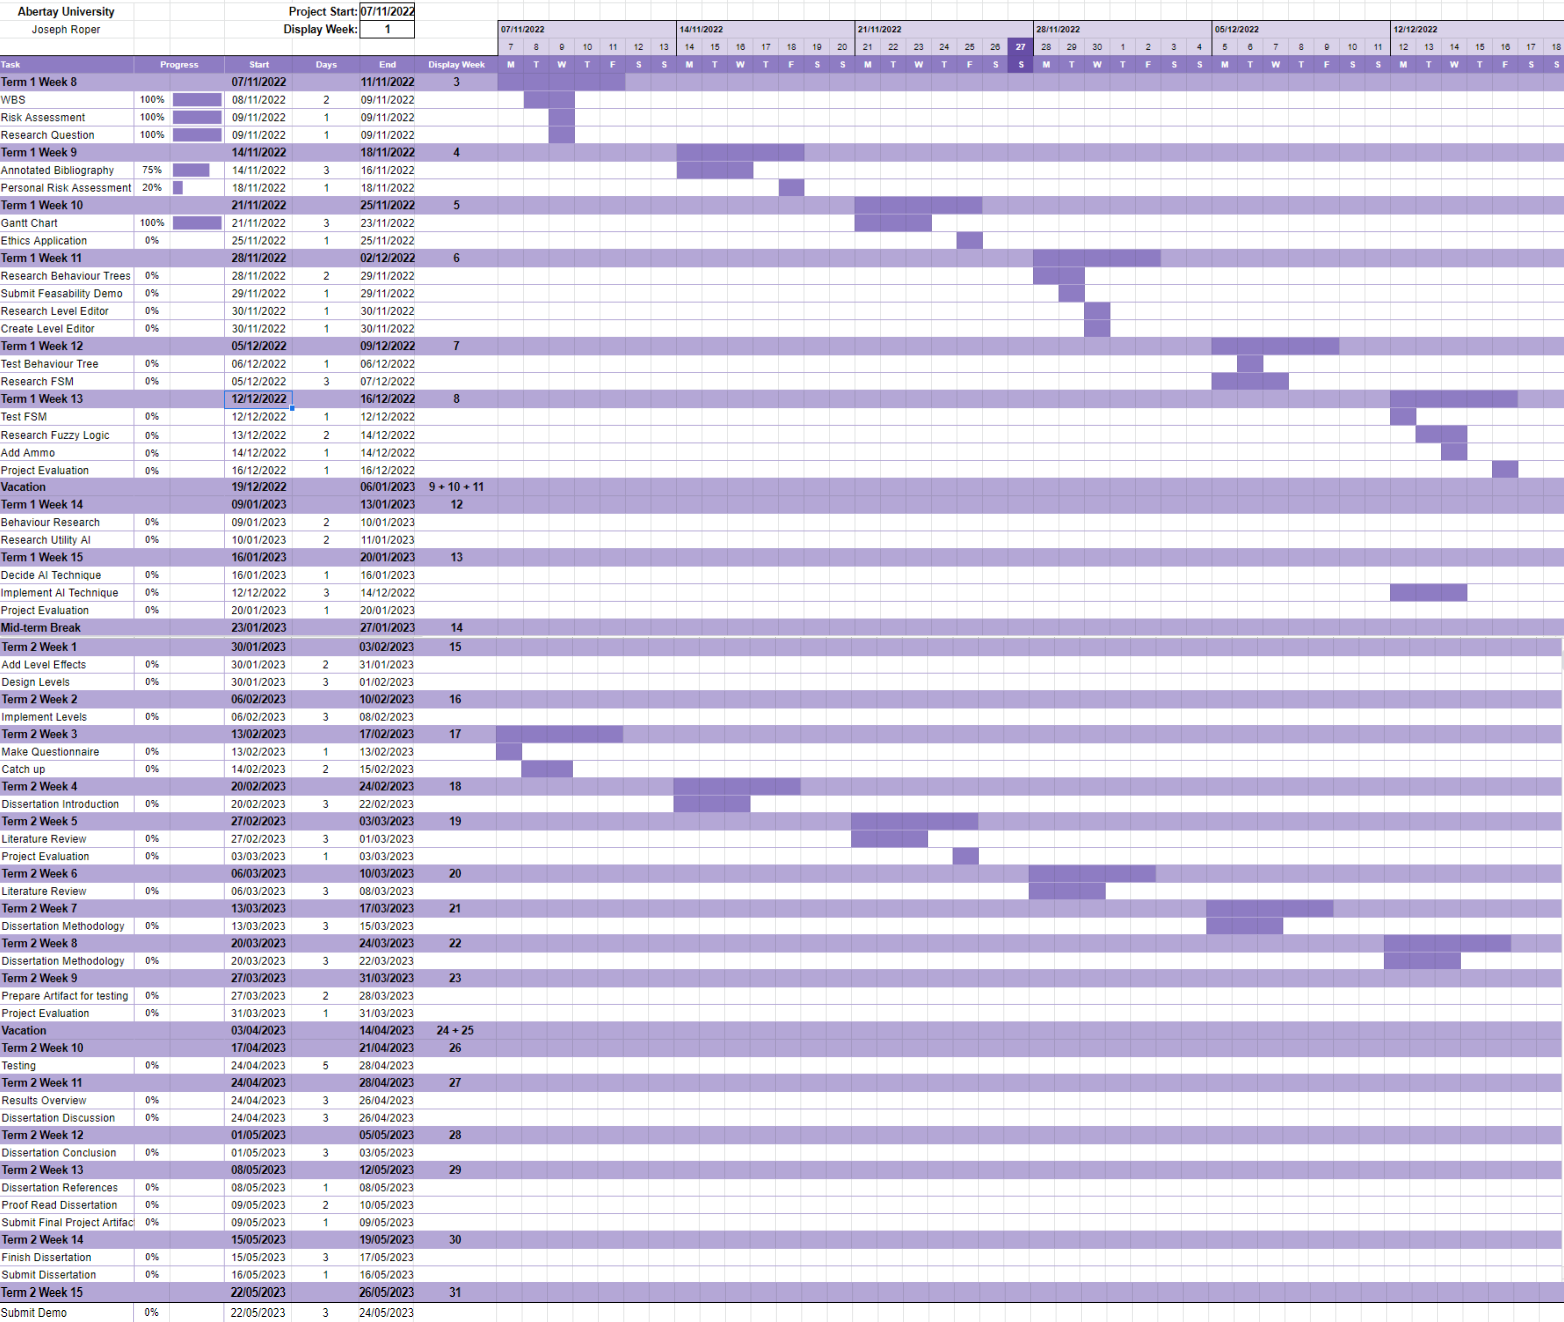 Abertay University Project Start: 07/11/2022
Joseph Roper Display Week: 1 07/11/2022 14/11/2022 21/11/2022 28/11/2022 05/12/2022 12/12/2022
7 8 9 10 11 12 13 14 15 16 17 18 19 20 21 22 23 24 25 26 27 28 29 30 1 2 3 4 5 6 7 8 9 10 11 12 13 14 15 16 17 18
Task Progress Start Days End Display Week M T W T F S S M T W T F S S M T W T F S S M T W T F S S M T W T F S S M T W T F S S
Term 1 Week 8 07/11/2022 11/11/2022 3
WBS 100% 08/11/2022 2 09/11/2022
Risk Assessment 100% 09/11/2022 1 09/11/2022
Research Question 100% 09/11/2022 1 09/11/2022
Term 1 Week 9 14/11/2022 18/11/2022 4
Annotated Bibliography 75% 14/11/2022 3 16/11/2022
Personal Risk Assessment 20% 18/11/2022 1 18/11/2022
Term 1 Week 10 21/11/2022 25/11/2022 5
Gantt Chart 100% 21/11/2022 3 23/11/2022
Ethics Application 0% 25/11/2022 1 25/11/2022
Term 1 Week 11 28/11/2022 02/12/2022 6
Research Behaviour Trees 0% 28/11/2022 2 29/11/2022
Submit Feasability Demo 0% 29/11/2022 1 29/11/2022
Research Level Editor 0% 30/11/2022 1 30/11/2022
Create Level Editor 0% 30/11/2022 1 30/11/2022
Term 1 Week 12 05/12/2022 09/12/2022 7
Test Behaviour Tree 0% 06/12/2022 1 06/12/2022
Research FSM 0% 05/12/2022 3 07/12/2022
Term 1 Week 13 12/12/2022 16/12/2022 8
Test FSM 0% 12/12/2022 1 12/12/2022
Research Fuzzy Logic 0% 13/12/2022 2 14/12/2022
Add Ammo 0% 14/12/2022 1 14/12/2022
Project Evaluation 0% 16/12/2022 1 16/12/2022
Vacation 19/12/2022 06/01/2023 9 + 10 + 11
Term 1 Week 14 09/01/2023 13/01/2023 12
Behaviour Research 0% 09/01/2023 2 10/01/2023
Research Utility AI 0% 10/01/2023 2 11/01/2023
Term 1 Week 15 16/01/2023 20/01/2023 13
Decide AI Technique 0% 16/01/2023 1 16/01/2023
Implement AI Technique 0% 12/12/2022 3 14/12/2022
Project Evaluation 0% 20/01/2023 1 20/01/2023
Mid-term Break 23/01/2023 27/01/2023 14
Term 2 Week 1 30/01/2023 03/02/2023 15
Add Level Effects 0% 30/01/2023 2 31/01/2023
Design Levels 0% 30/01/2023 3 01/02/2023
Term 2 Week 2 06/02/2023 10/02/2023 16
Implement Levels 0% 06/02/2023 3 08/02/2023
Term 2 Week 3 13/02/2023 17/02/2023 17
Make Questionnaire 0% 13/02/2023 1 13/02/2023
Catch up 0% 14/02/2023 2 15/02/2023
Term 2 Week 4 20/02/2023 24/02/2023 18
Dissertation Introduction 0% 20/02/2023 3 22/02/2023
Term 2 Week 5 27/02/2023 03/03/2023 19
Literature Review 0% 27/02/2023 3 01/03/2023
Project Evaluation 0% 03/03/2023 1 03/03/2023
Term 2 Week 6 06/03/2023 10/03/2023 20
Literature Review 0% 06/03/2023 3 08/03/2023
Term 2 Week 7 13/03/2023 17/03/2023 21
Dissertation Methodology 0% 13/03/2023 3 15/03/2023
Term 2 Week 8 20/03/2023 24/03/2023 22
Dissertation Methodology 0% 20/03/2023 3 22/03/2023
Term 2 Week 9 27/03/2023 31/03/2023 23
Prepare Artifact for testing 0% 27/03/2023 2 28/03/2023
Project Evaluation 0% 31/03/2023 1 31/03/2023
Vacation 03/04/2023 14/04/2023 24 + 25
Term 2 Week 10 17/04/2023 21/04/2023 26
Testing 0% 24/04/2023 5 28/04/2023
Term 2 Week 11 24/04/2023 28/04/2023 27
Results Overview 0% 24/04/2023 3 26/04/2023
Dissertation Discussion 0% 24/04/2023 3 26/04/2023
Term 2 Week 12 01/05/2023 05/05/2023 28
Dissertation Conclusion 0% 01/05/2023 3 03/05/2023
Term 2 Week 13 08/05/2023 12/05/2023 29
Dissertation References 0% 08/05/2023 1 08/05/2023
Proof Read Dissertation 0% 09/05/2023 2 10/05/2023
Submit Final Project Artifac 0% 09/05/2023 1 09/05/2023
Term 2 Week 14 15/05/2023 19/05/2023 30
Finish Dissertation 0% 15/05/2023 3 17/05/2023
Submit Dissertation 0% 16/05/2023 1 16/05/2023
Term 2 Week 15 22/05/2023 26/05/2023 31
Submit Demo 0% 22/05/2023 3 24/05/2023